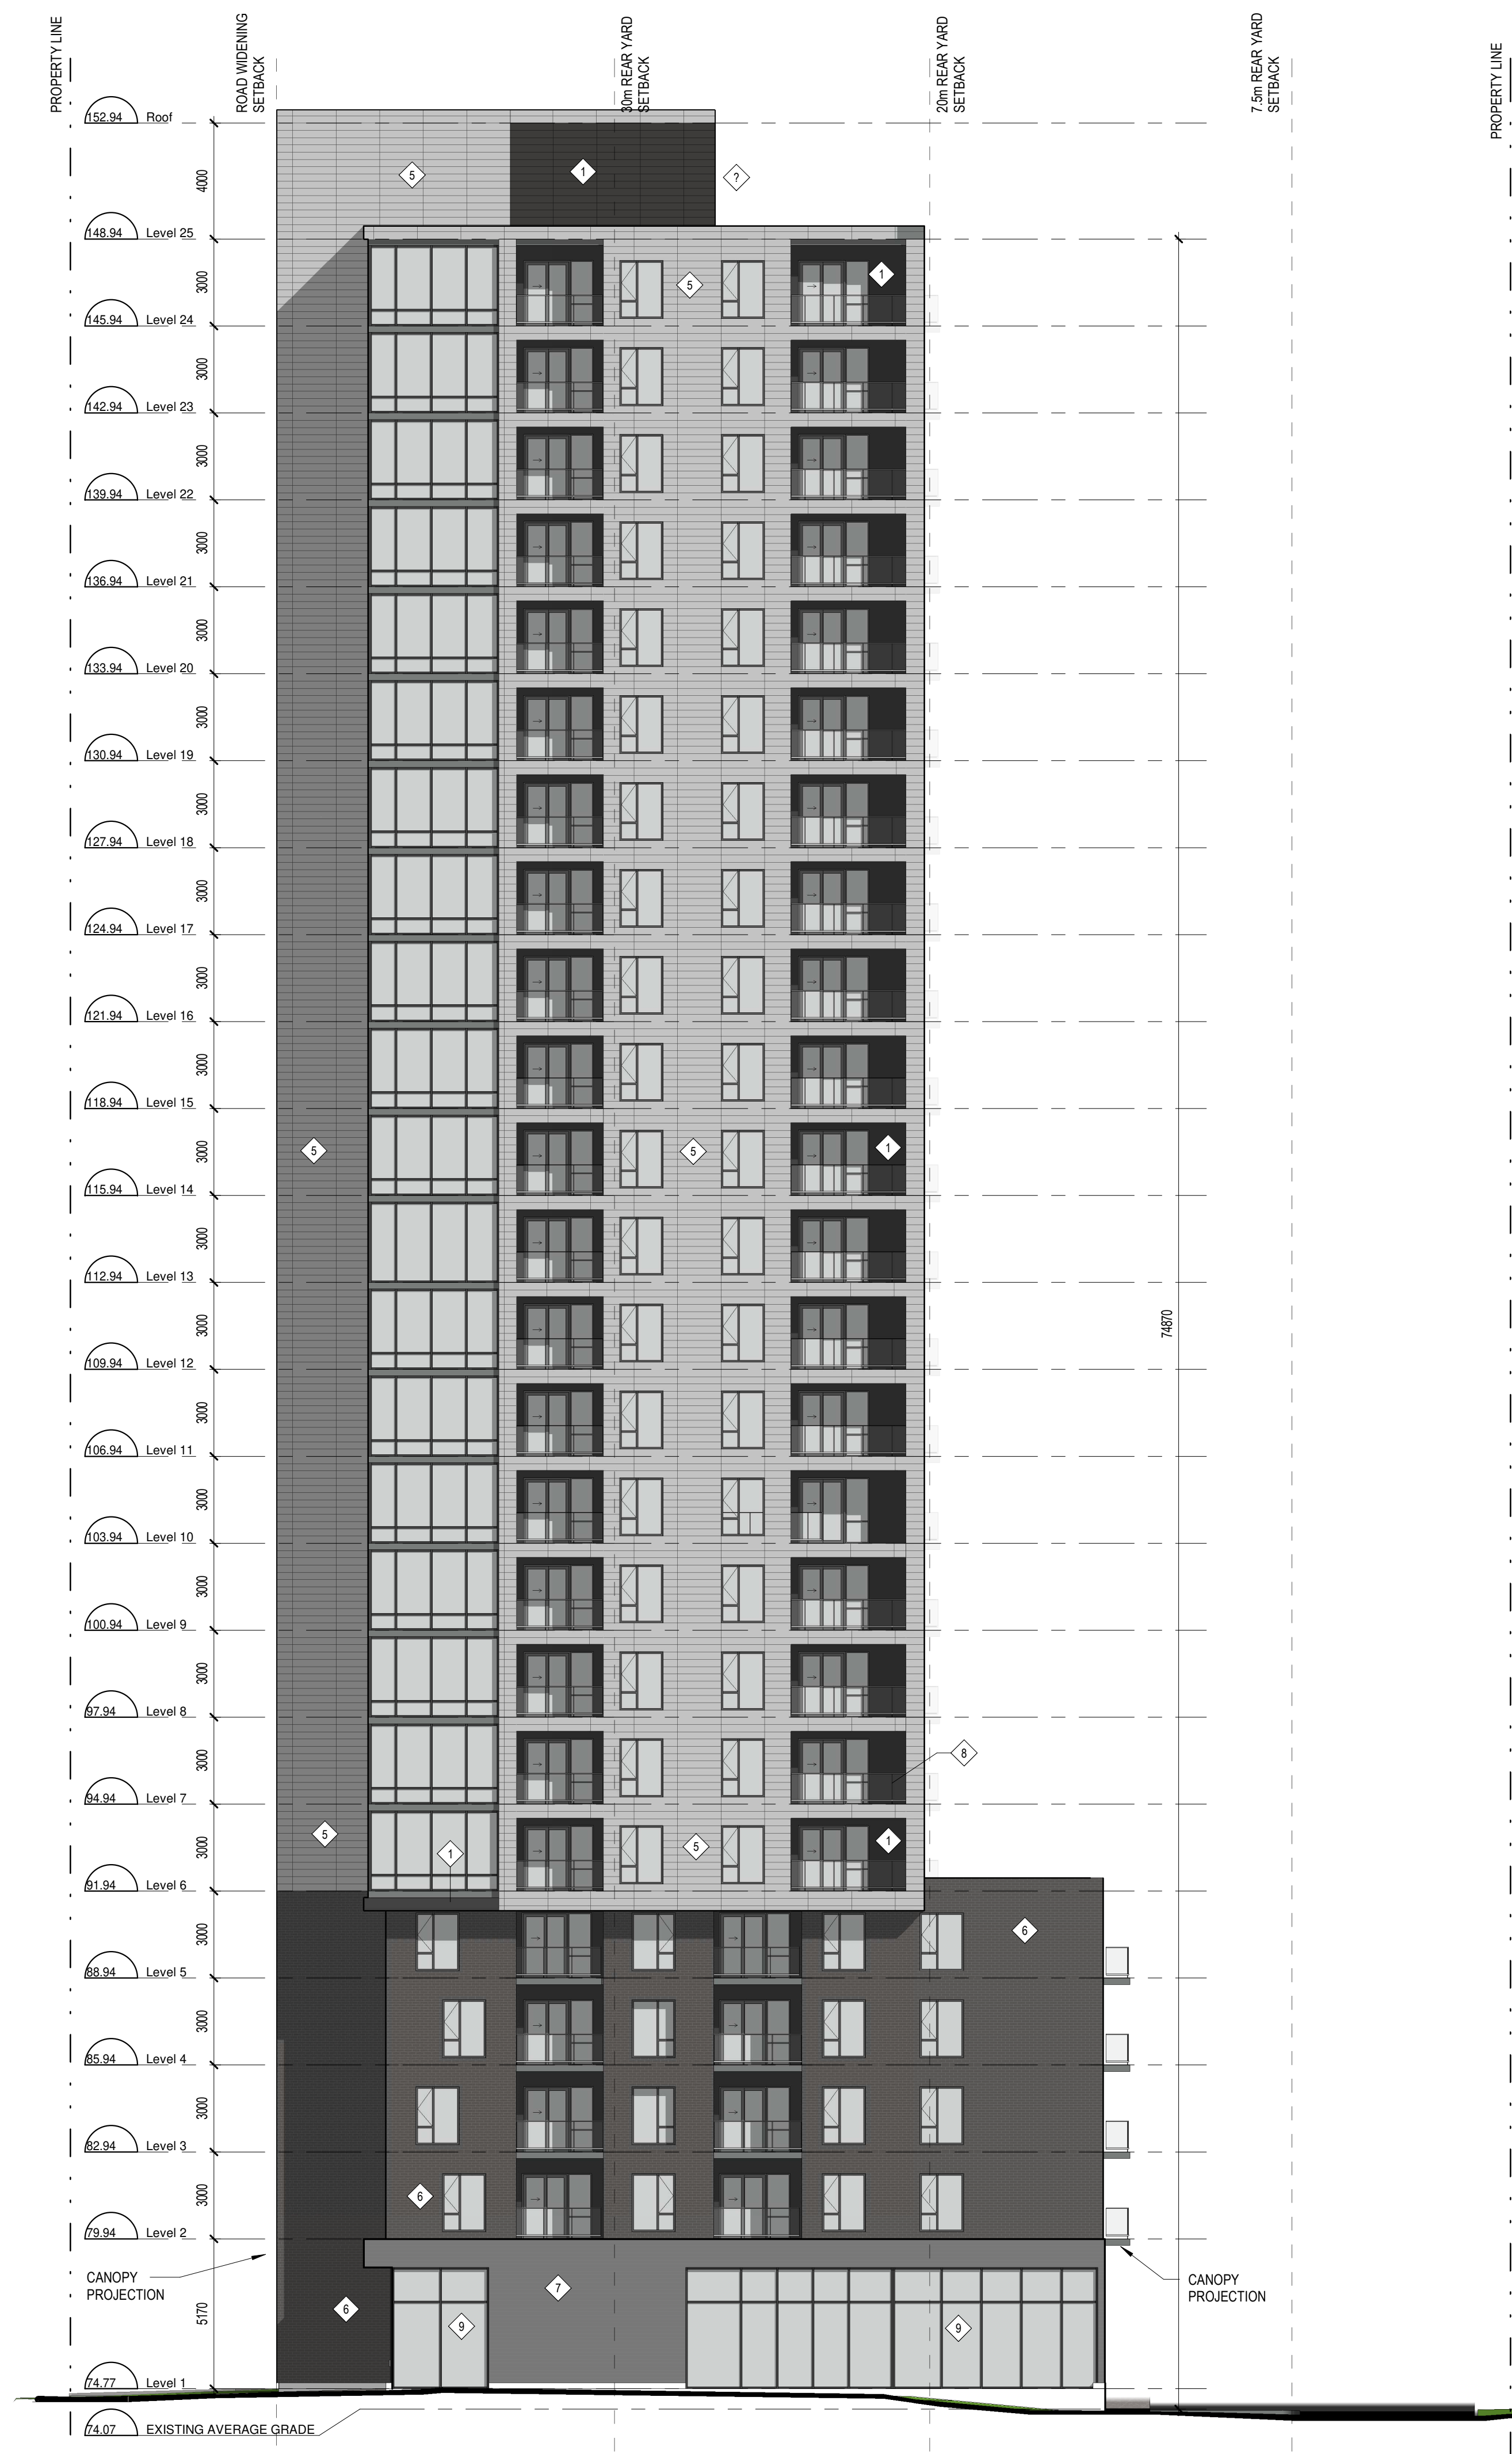 PROPERTY LINE
ROAD WIDENING
SETBACK
30m REAR YARD
SETBACK
20m REAR YARD
SETBACK
7.5m REAR YARD
SETBACK
PROPERTY LINE
152.94 Roof
4000
5
1
?
148.94 Level 25
3000
5
1
145.94 Level 24
3000
142.94 Level 23
3000
139.94 Level 22
3000
136.94 Level 21
3000
133.94 Level 20
3000
130.94 Level 19
3000
127.94 Level 18
3000
124.94 Level 17
3000
121.94 Level 16
3000
118.94 Level 15
3000
5
5
1
115.94 Level 14
3000
112.94 Level 13
3000
74870
109.94 Level 12
3000
106.94 Level 11
3000
103.94 Level 10
3000
100.94 Level 9
3000
97.94 Level 8
3000
8
94.94 Level 7
3000
5
1
5
1
91.94 Level 6
3000
6
88.94 Level 5
3000
85.94 Level 4
3000
82.94 Level 3
3000
6
79.94 Level 2
CANOPY
PROJECTION
7
CANOPY
PROJECTION
5170
6
9
9
74.77 Level 1
74.07 EXISTING AVERAGE GRADE